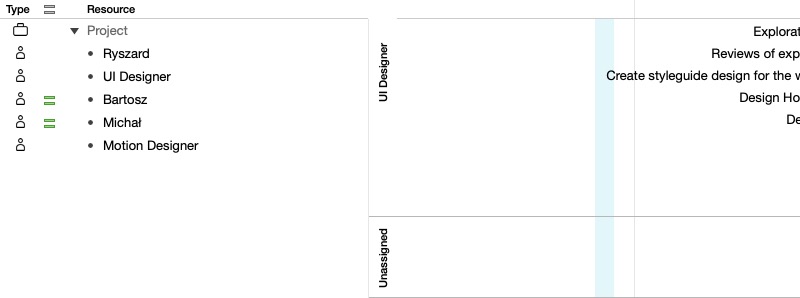 Type Resource
Project
Ryszard
UI Designer
Bartosz
Michał
Motion Designer
UI Designer
Explorat
Reviews of exp
Create styleguide design for the w
Design Ho
De
Unassigned